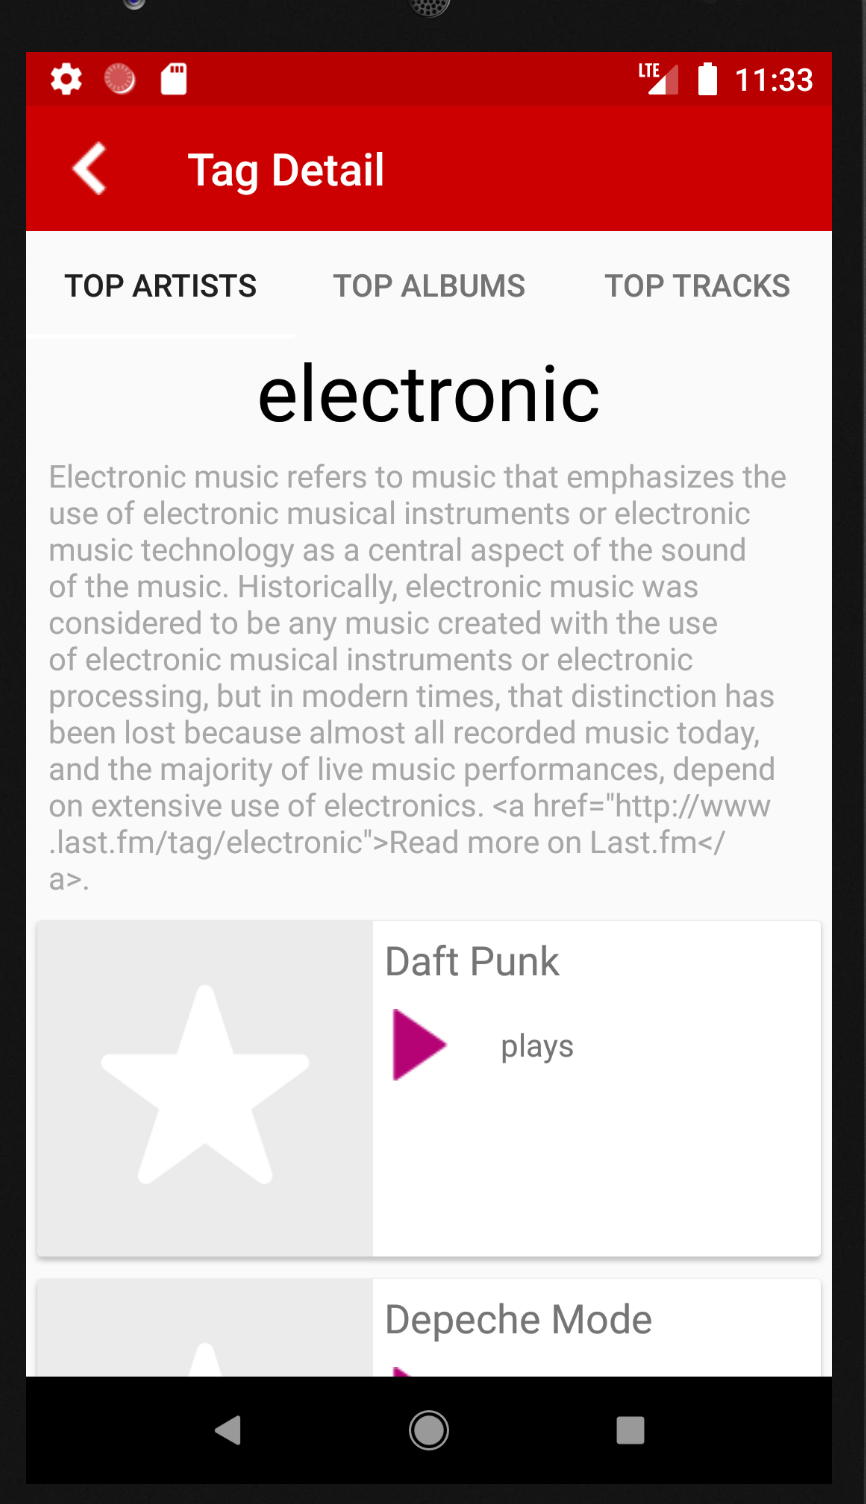 LTE 11:33
Tag Detail
TOP ARTISTS TOP ALBUMS TOP TRACKS
electronic
Electronic music refers to music that emphasizes the
use of electronic musical instruments or electronic
music technology as a central aspect of the sound
of the music. Historically, electronic music was
considered to be any music created with the use
of electronic musical instruments or electronic
processing, but in modern times, that distinction has
been lost because almost all recorded music today,
and the majority of live music performances, depend
on extensive use of electronics. <a href="http://www
.last.fm/tag/electronic">Read more on Last.fm</
a>.
Daft Punk
plays
Depeche Mode